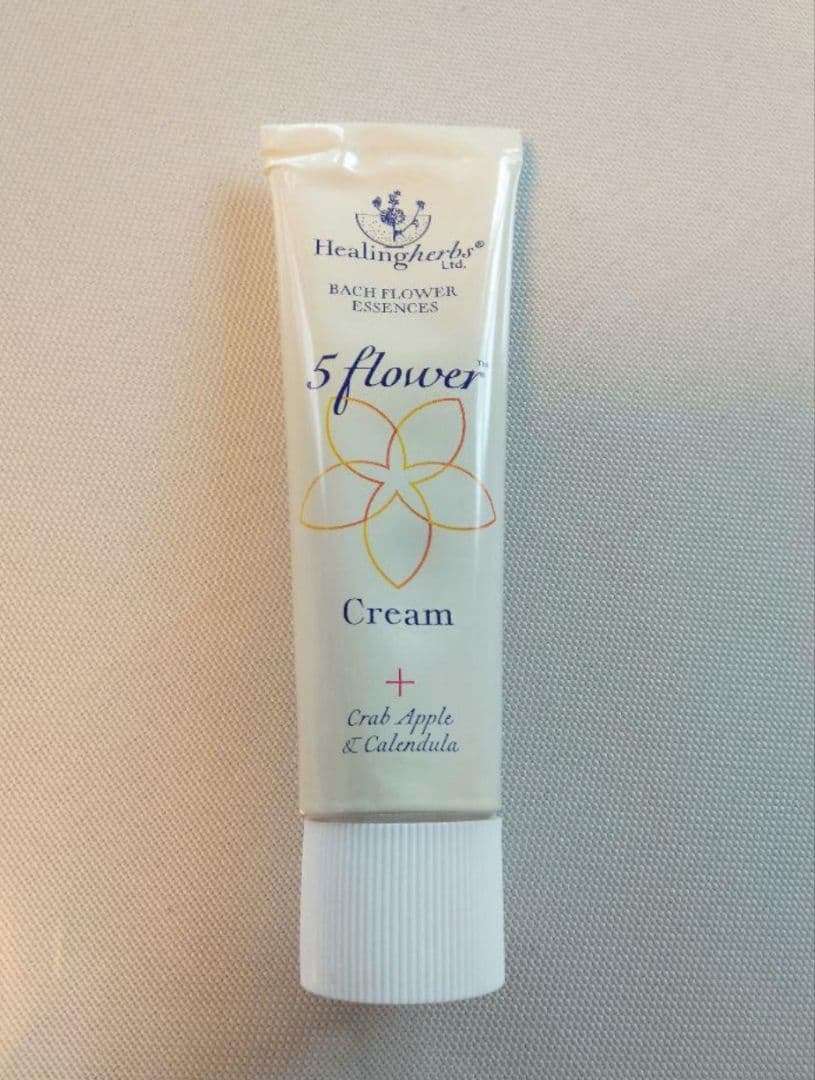 Healingherbs®
Ltd.
BACH FLOWER
ESSENCES
5 flower™
Cream
+
Crab Apple
& Calendula